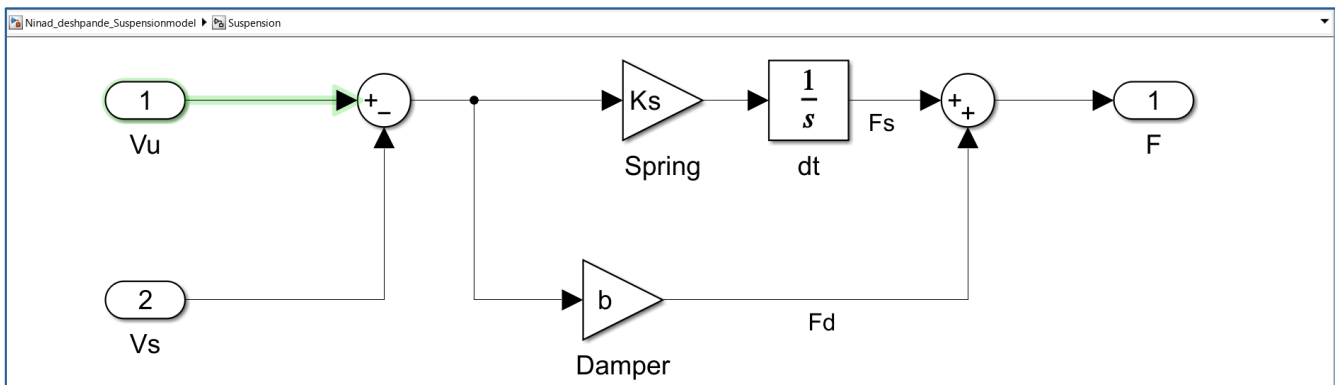 Ninad_deshpande_Suspensionmodel Suspension
1
Vu
+
−
Ks
Spring
1
s
dt
Fs
+
+
1
F
2
Vs
b
Damper
Fd